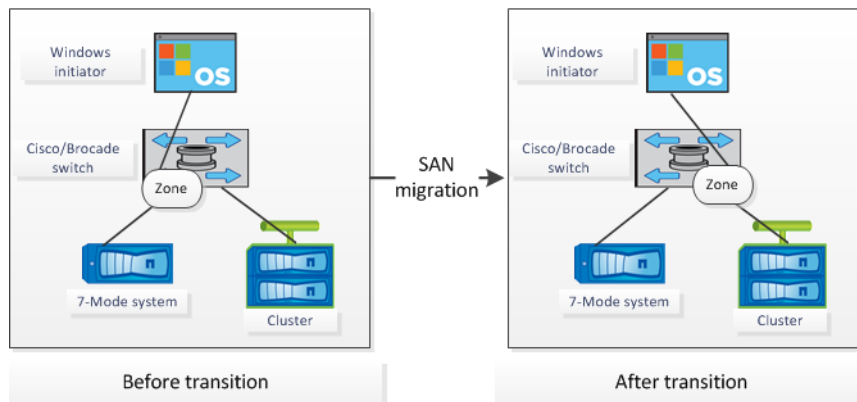 Windows
initiator
OS
Cisco/Brocade
switch
Zone
7-Mode system
Cluster
Before transition
SAN
migration
Windows
initiator
OS
Cisco/Brocade
switch
Zone
7-Mode system
Cluster
After transition